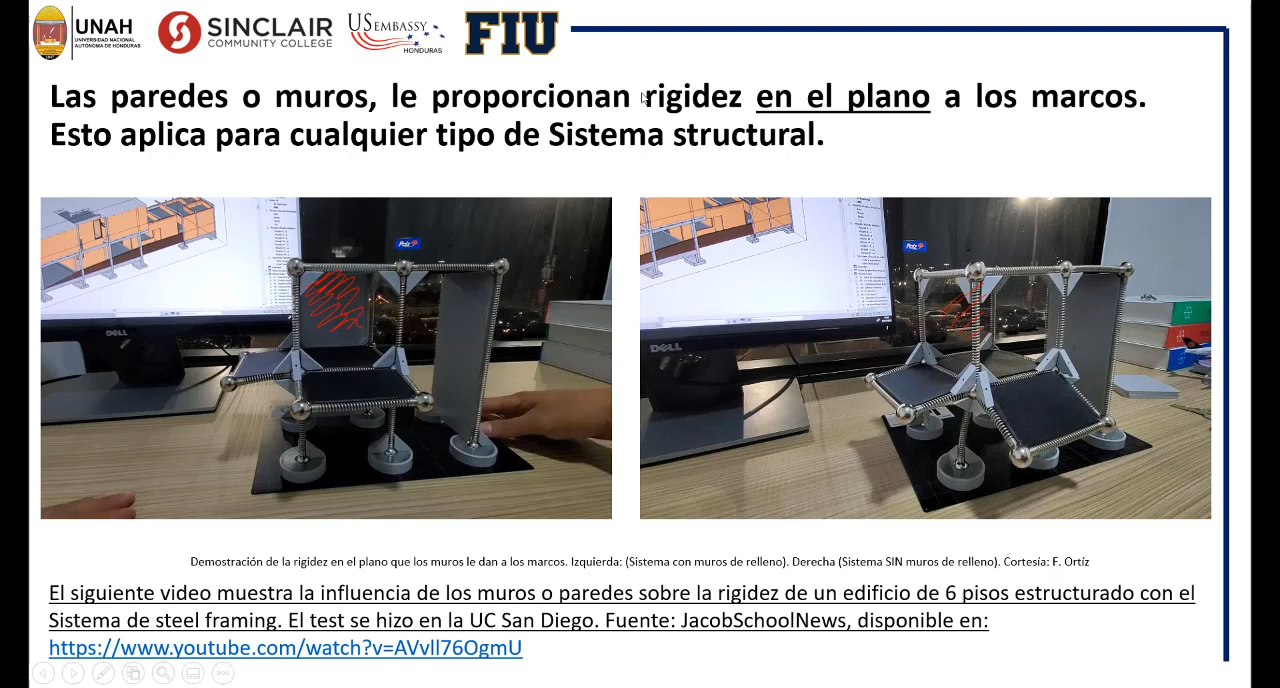 UNAH
UNIVERSIDAD NACIONAL
AUTÓNOMA DE HONDURAS
SINCLAIR
COMMUNITY COLLEGE
US EMBASSY
HONDURAS
FIU
Las paredes o muros, le proporcionan rigidez en el plano a los marcos.
Esto aplica para cualquier tipo de Sistema structural.
DELL
DELL
Demostración de la rigidez en el plano que los muros le dan a los marcos. Izquierda: (Sistema con muros de relleno). Derecha (Sistema SIN muros de relleno). Cortesía: F. Ortíz
El siguiente video muestra la influencia de los muros o paredes sobre la rigidez de un edificio de 6 pisos estructurado con el
Sistema de steel framing. El test se hizo en la UC San Diego. Fuente: JacobSchoolNews, disponible en:
https://www.youtube.com/watch?v=AVvll76OgmU